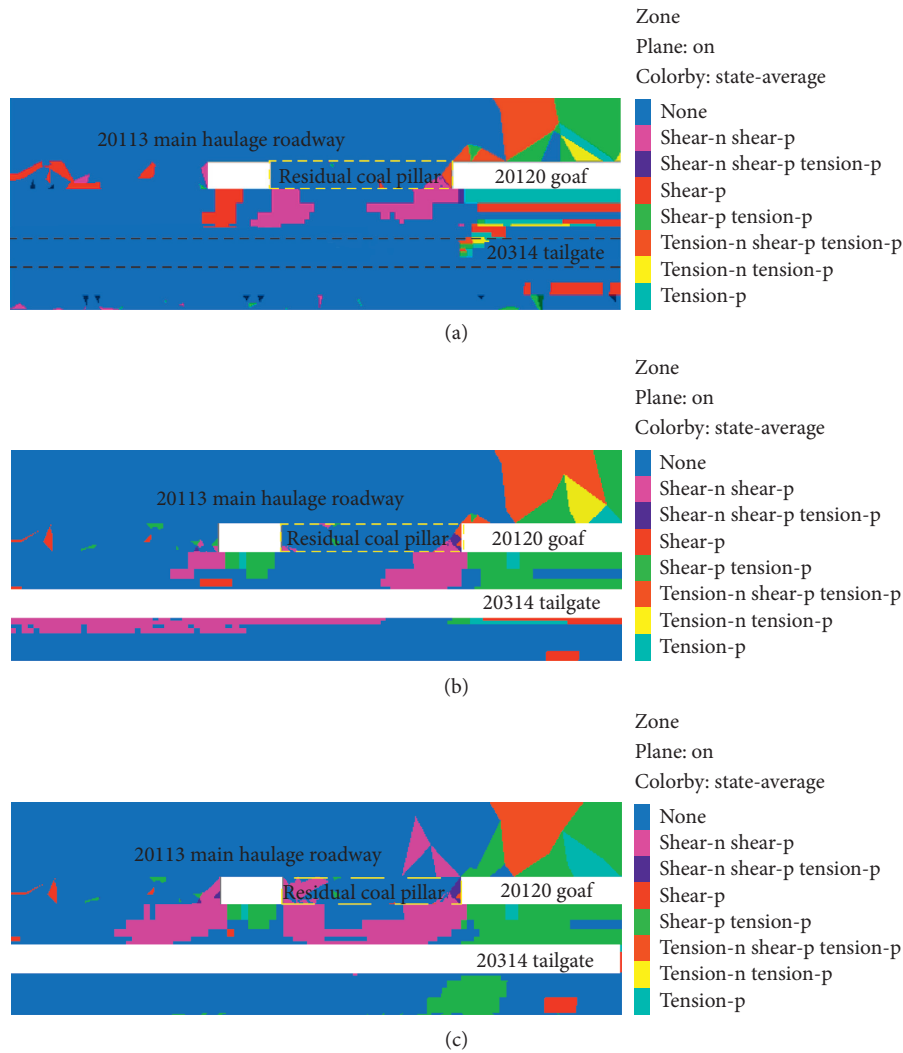 Zone
Plane: on
Colorby: state-average
None
Shear-n shear-p
Shear-n shear-p tension-p
Shear-p
Shear-p tension-p
Tension-n shear-p tension-p
Tension-n tension-p
Tension-p
20113 main haulage roadway
Residual coal pillar
20120 goaf
20314 tailgate
(a)
Zone
Plane: on
Colorby: state-average
None
Shear-n shear-p
Shear-n shear-p tension-p
Shear-p
Shear-p tension-p
Tension-n shear-p tension-p
Tension-n tension-p
Tension-p
20113 main haulage roadway
Residual coal pillar
20120 goaf
20314 tailgate
(b)
Zone
Plane: on
Colorby: state-average
None
Shear-n shear-p
Shear-n shear-p tension-p
Shear-p
Shear-p tension-p
Tension-n shear-p tension-p
Tension-n tension-p
Tension-p
20113 main haulage roadway
Residual coal pillar
20120 goaf
20314 tailgate
(c)